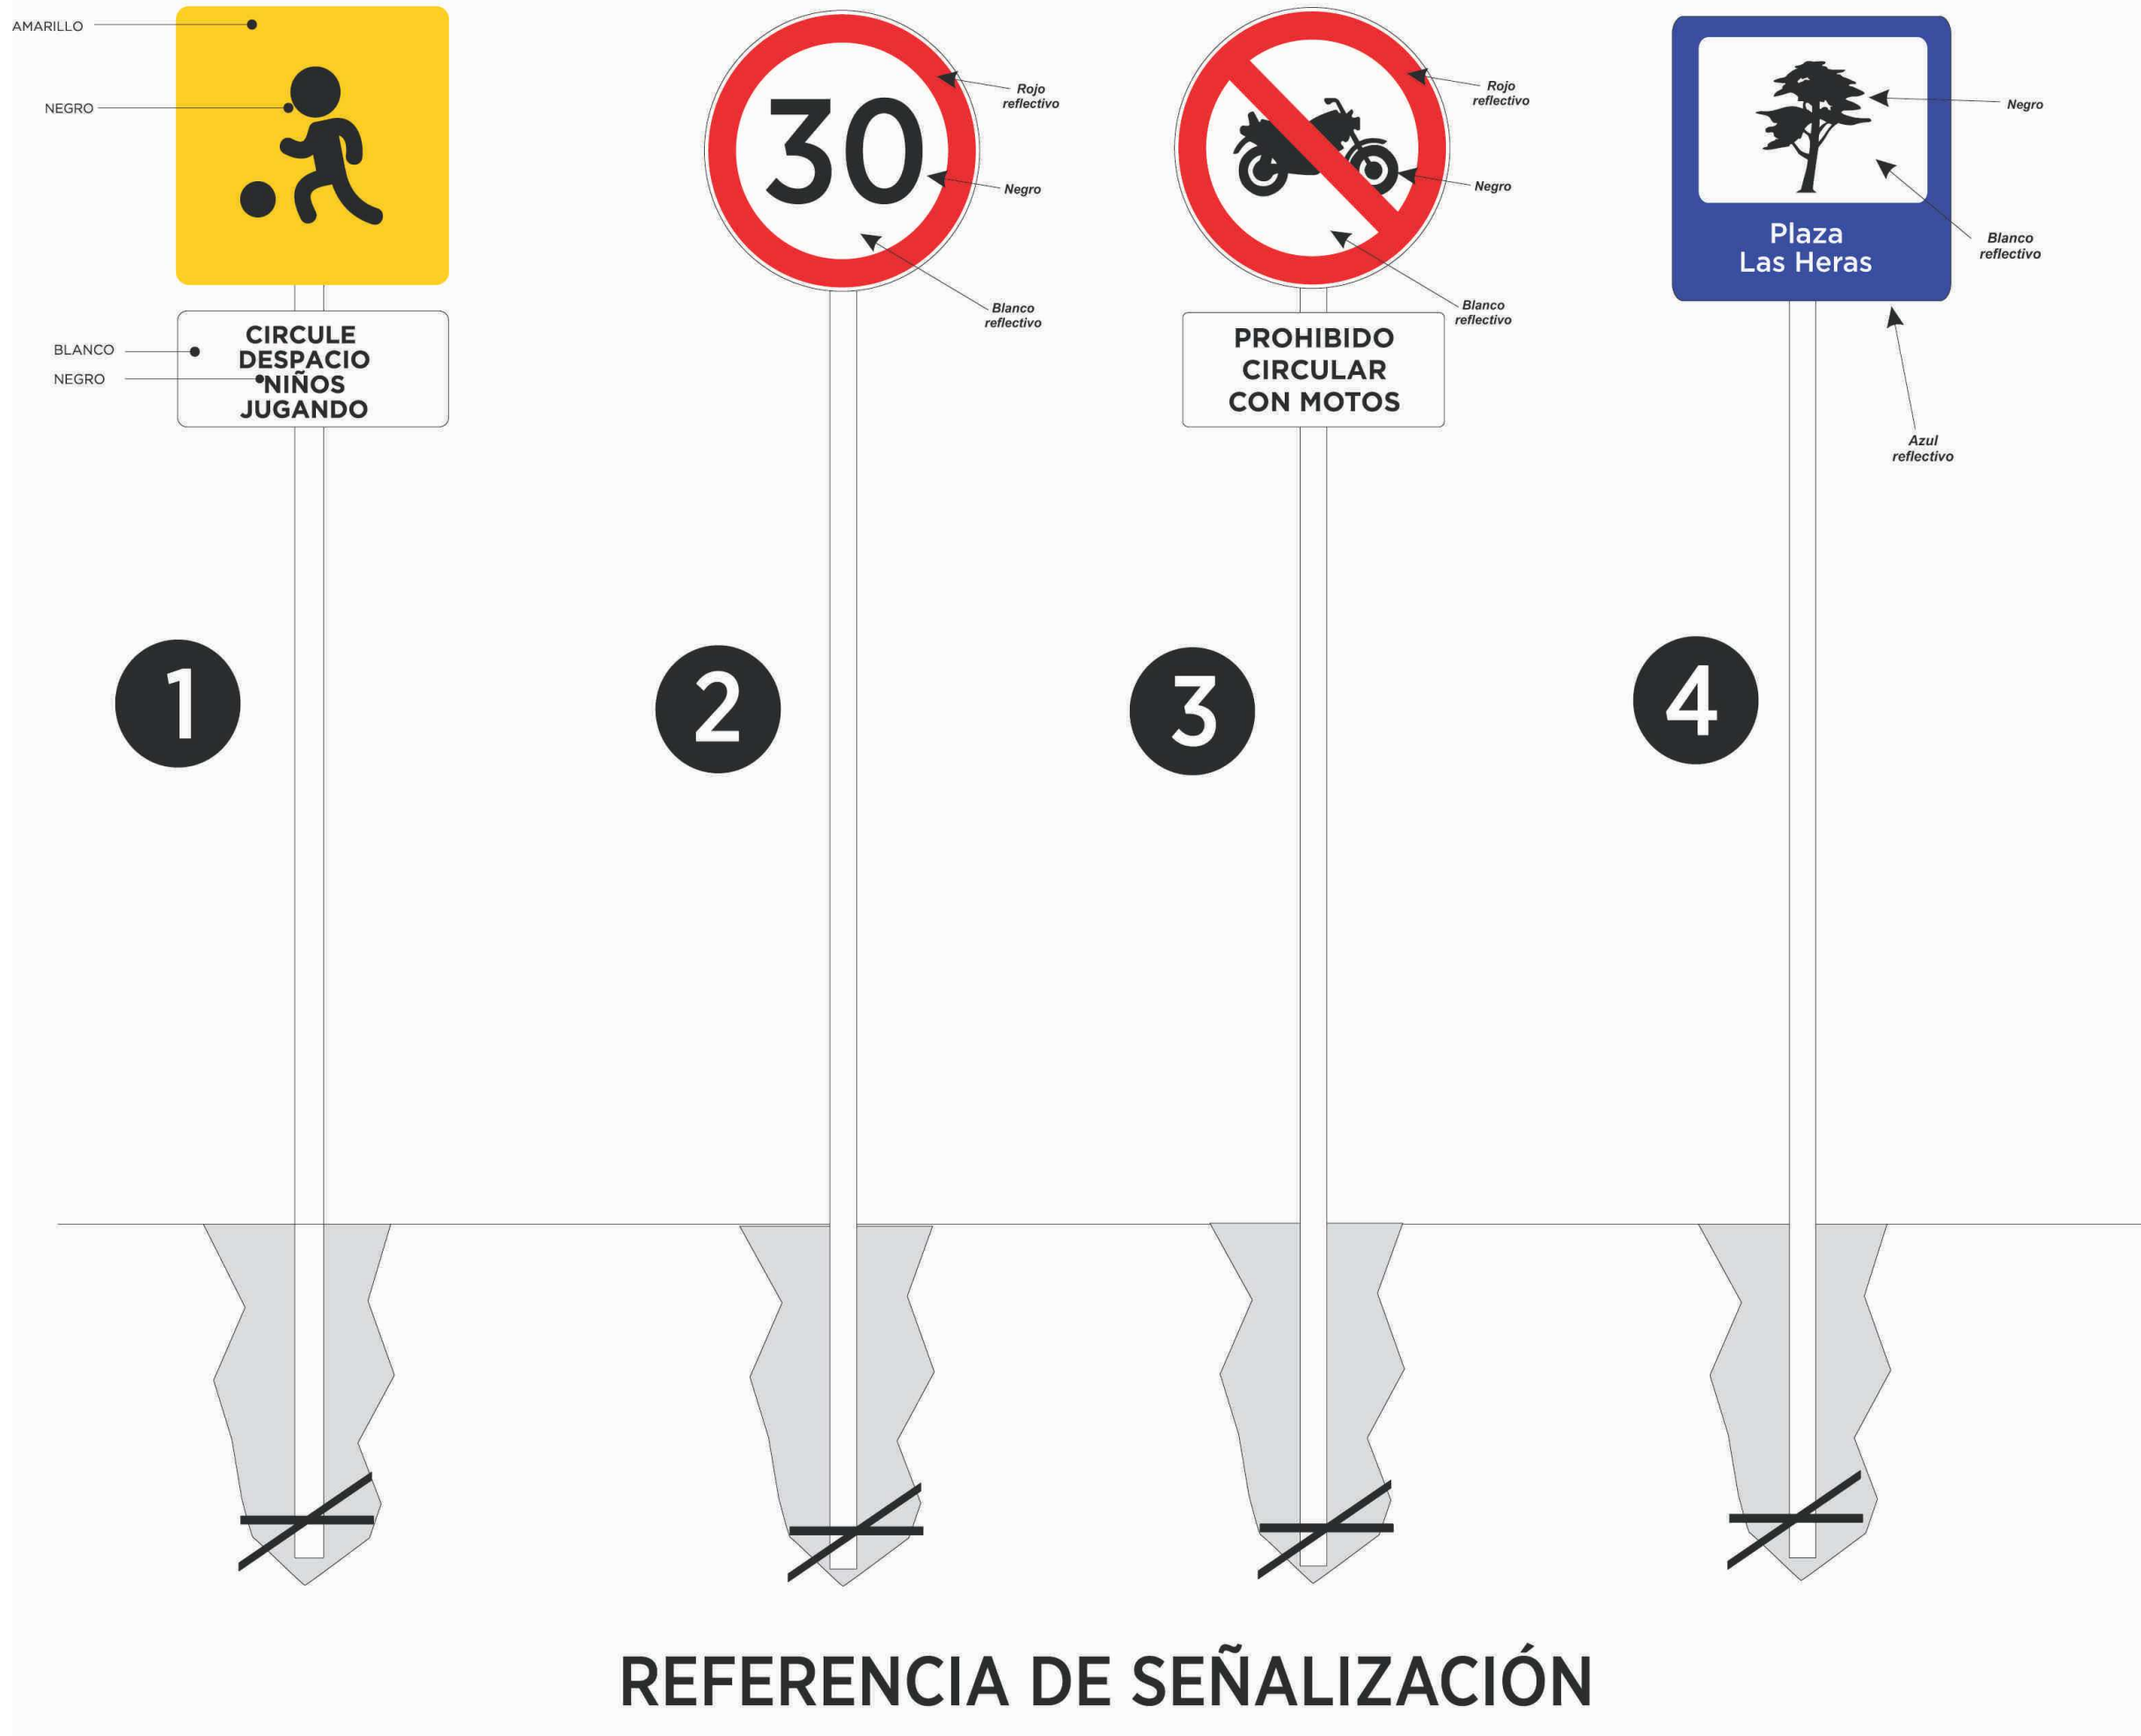 AMARILLO
NEGRO
CIRCULE
DESPACIO
NIÑOS
JUGANDO
BLANCO
NEGRO
1
30
Rojo
reflectivo
Negro
Blanco
reflectivo
2
Rojo
reflectivo
Negro
Blanco
reflectivo
PROHIBIDO
CIRCULAR
CON MOTOS
3
Plaza
Las Heras
Negro
Blanco
reflectivo
Azul
reflectivo
4
REFERENCIA DE SEÑALIZACIÓN